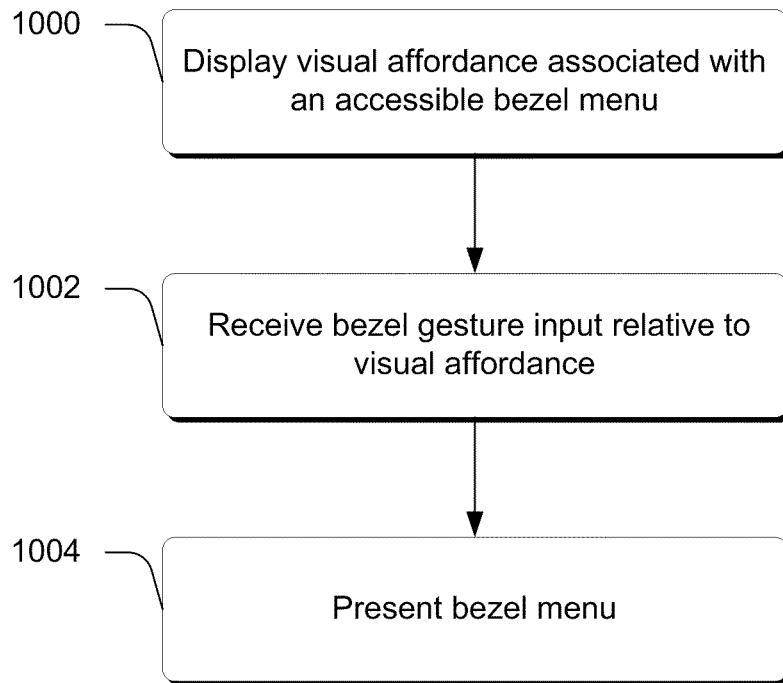 1000
Display visual affordance associated with
an accessible bezel menu
1002
Receive bezel gesture input relative to
visual affordance
1004
Present bezel menu